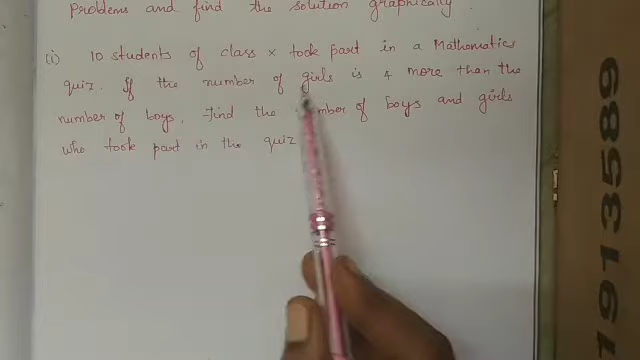 Problems and find the solution graphically.
(i) 10 students of class x took part in a Mathematics
quiz. If the number of girls is 4 more than the
number of boys, find the number of boys and girls
who took part in the quiz
1913589